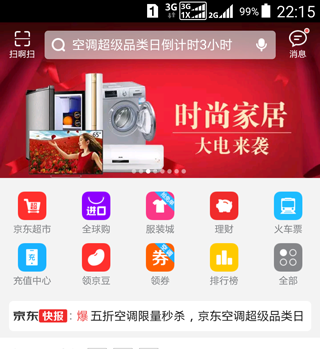 1 3G 3G 1X 2G 99% 22:15
扫啊扫 空调超级品类日倒计时3小时 消息
时尚家居
大电来袭
超 进口 券 充
京东超市 全球购 服装城 理财 火车票
充值中心 领京豆 领券 排行榜 全部
京东快报: 爆 五折空调限量秒杀，京东空调超级品类日